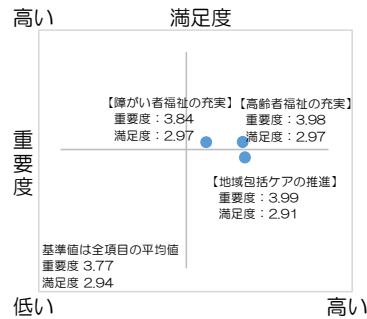 高い
満足度
【障がい者福祉の充実】
重要度：3.84
満足度：2.97
【高齢者福祉の充実】
重要度：3.98
満足度：2.97
重要度
【地域包括ケアの推進】
重要度：3.99
満足度：2.91
基準値は全項目の平均値
重要度 3.77
満足度 2.94
低い
高い